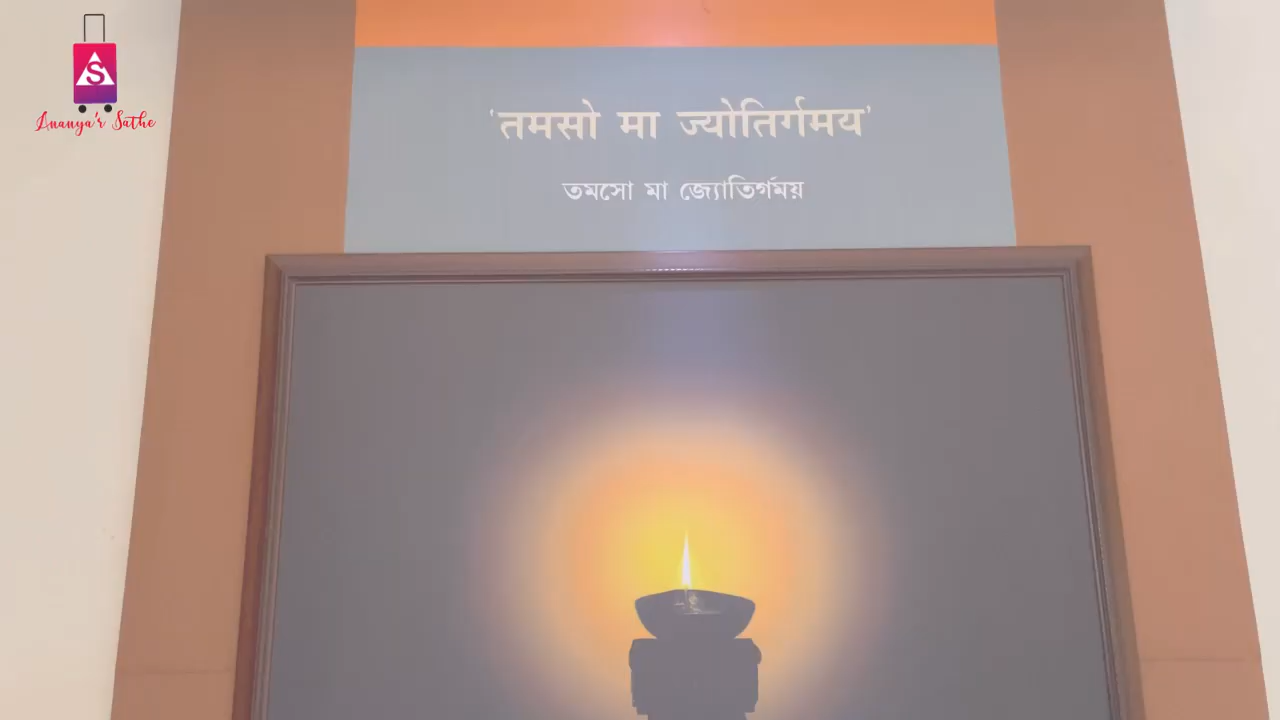 Ananya'r Sathe
'तमसो मा ज्योतिर्गमय'
তমসো মা জ্যোতির্গময়